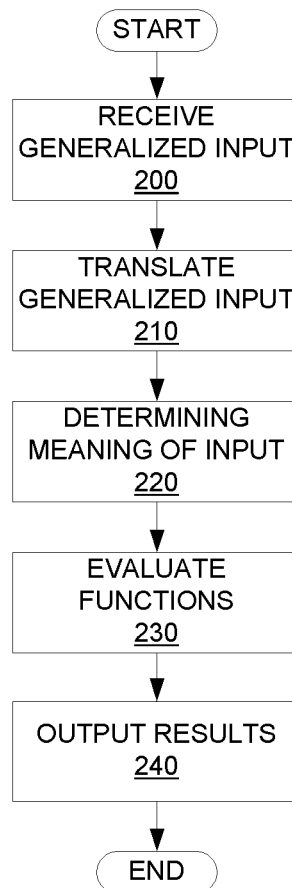 START
RECEIVE
GENERALIZED INPUT
200
TRANSLATE
GENERALIZED INPUT
210
DETERMINING
MEANING OF INPUT
220
EVALUATE
FUNCTIONS
230
OUTPUT RESULTS
240
END